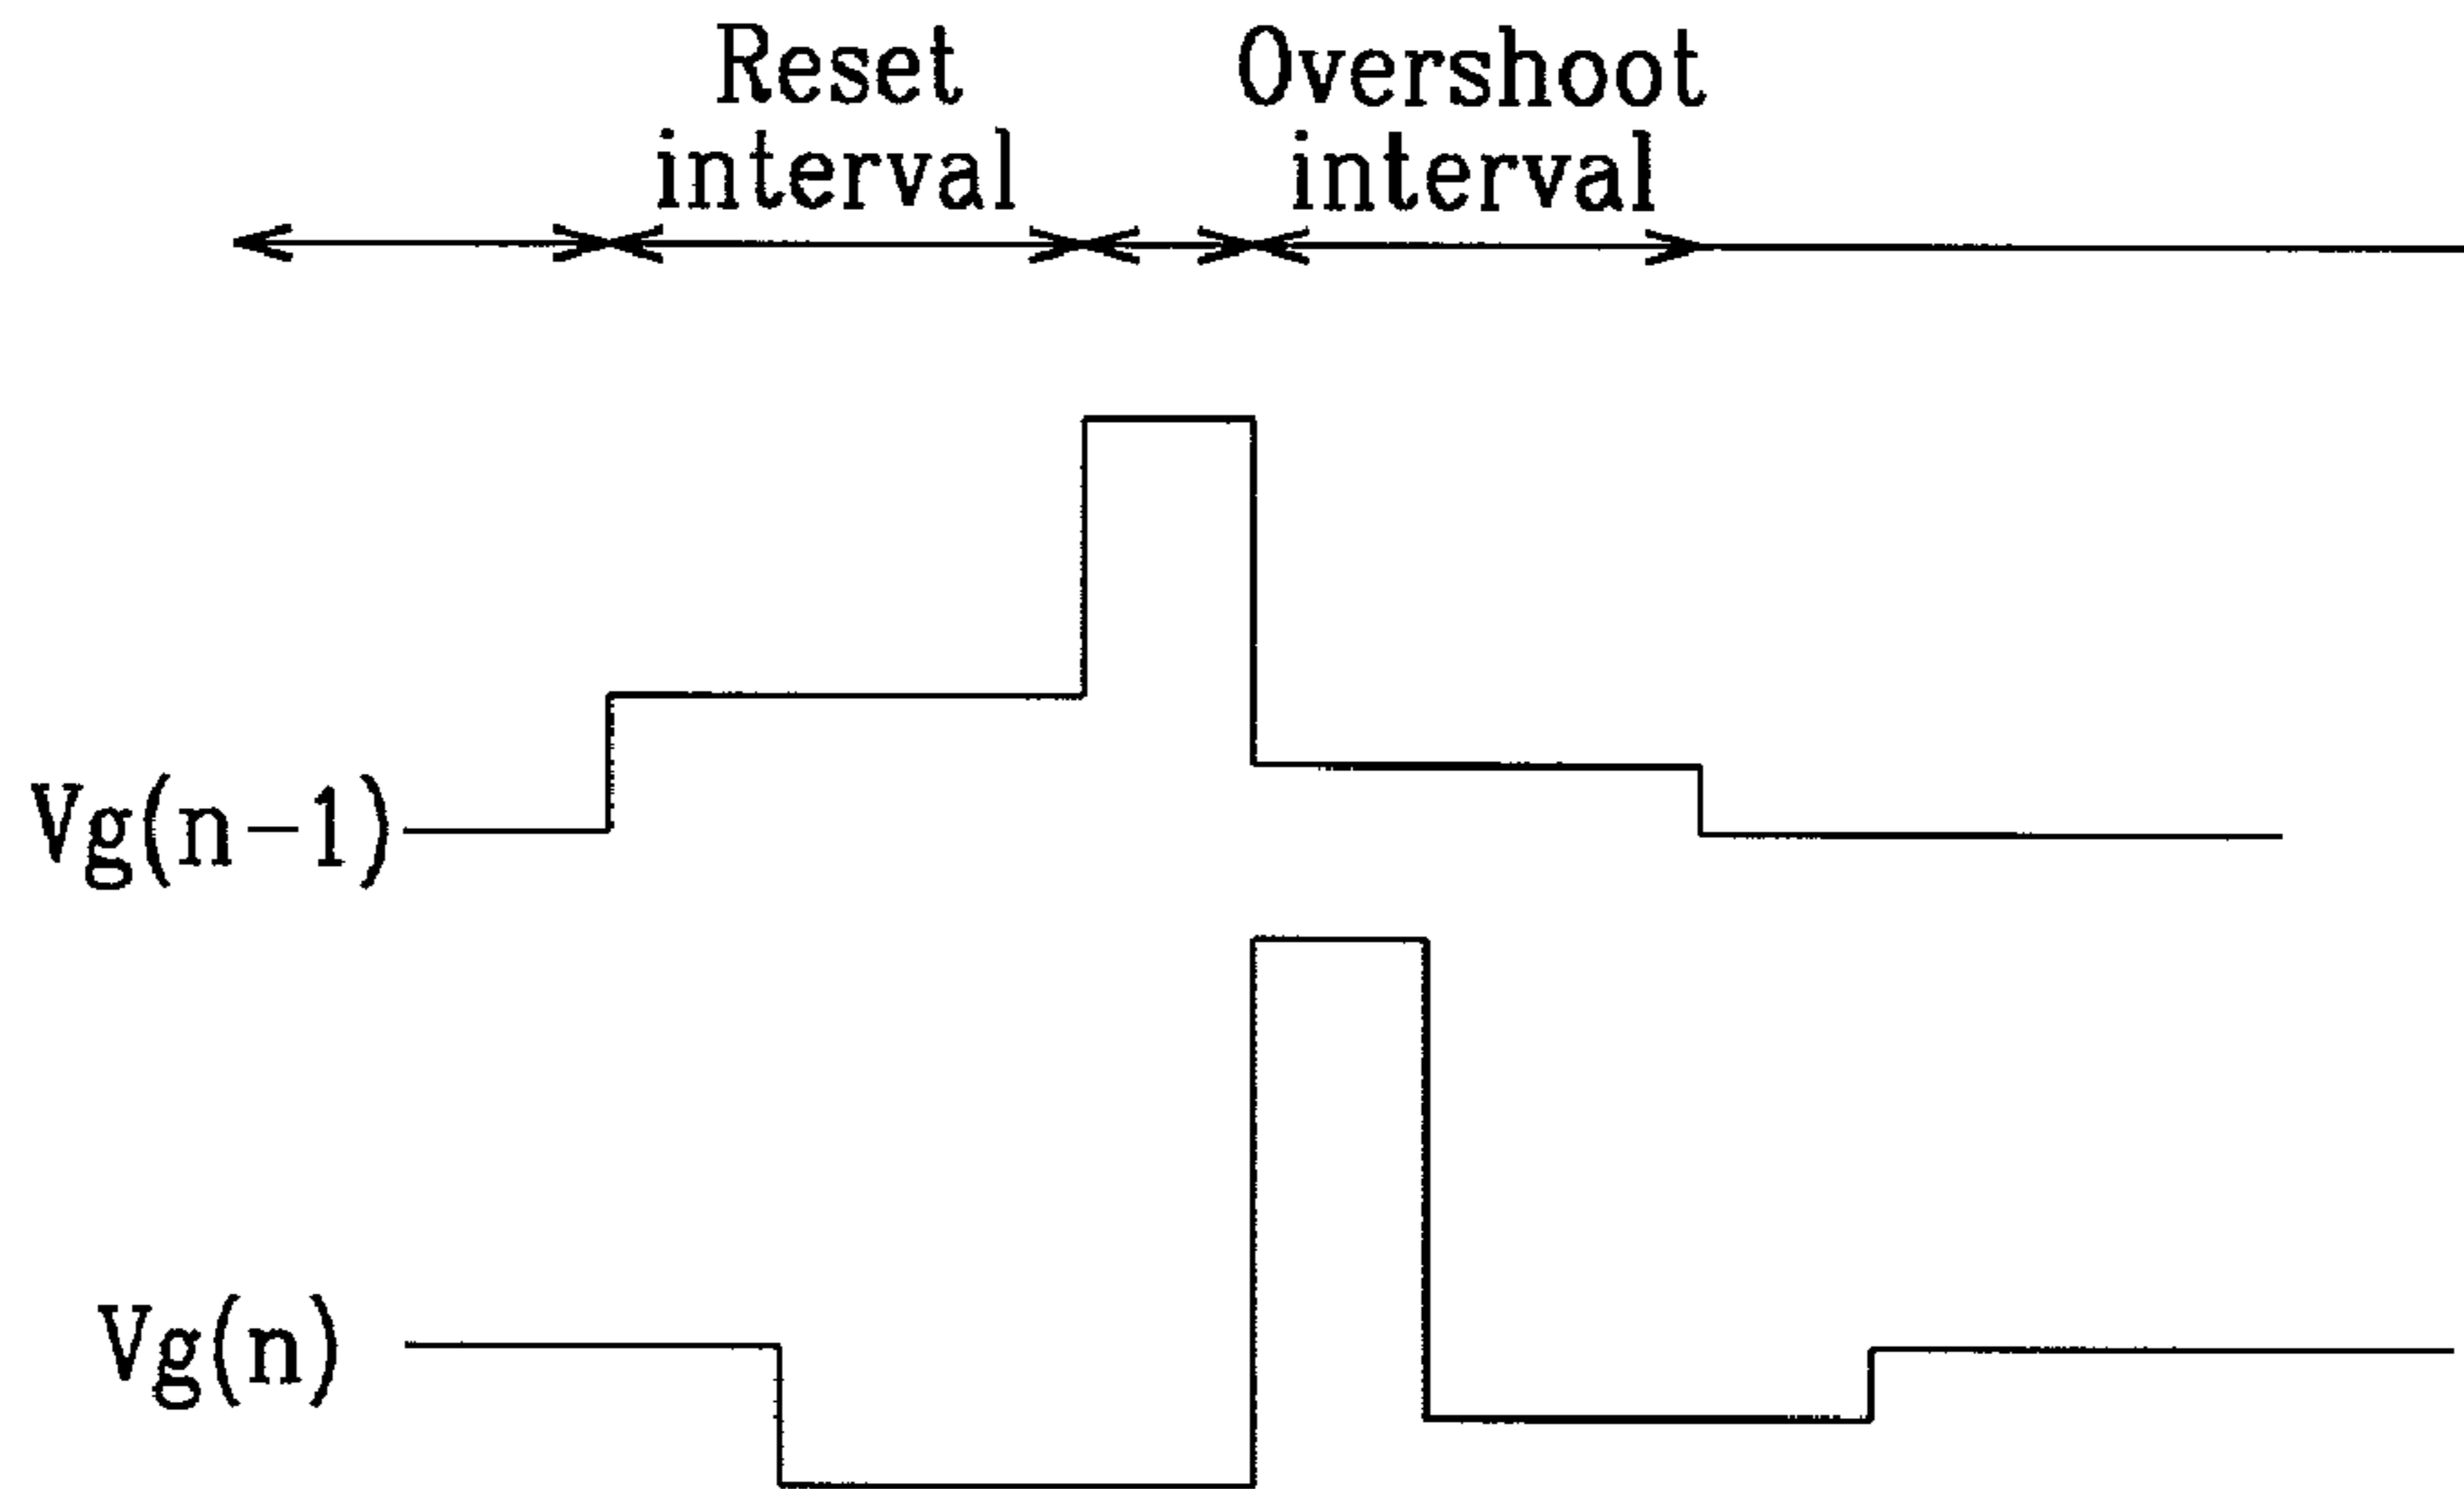 Reset
interval
Overshoot
interval
Vg(n−1)
Vg(n)